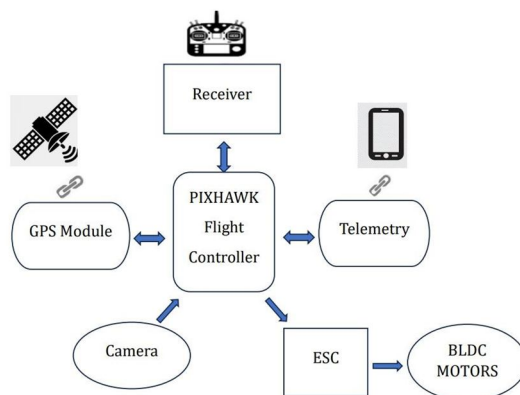 Receiver
PIXHAWK
Flight
Controller
GPS Module
Telemetry
Camera
ESC
BLDC
MOTORS